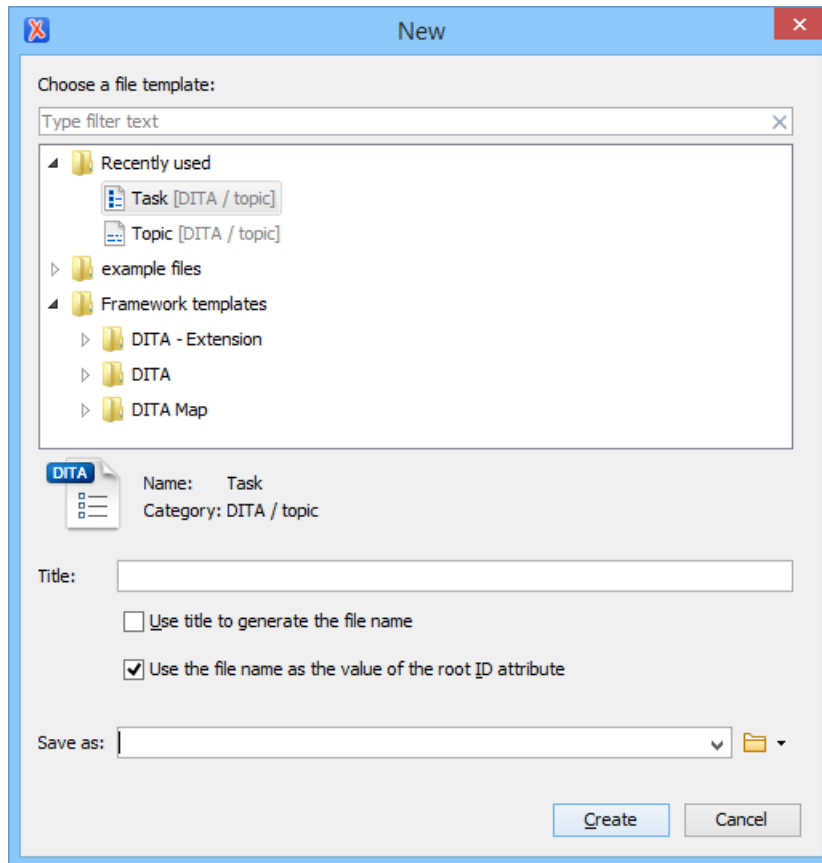 New
Choose a file template:
Type filter text
Recently used
Task [DITA / topic]
Topic [DITA / topic]
example files
Framework templates
DITA - Extension
DITA
DITA Map
DITA
Name: Task
Category: DITA / topic
Title:
Use title to generate the file name
Use the file name as the value of the root ID attribute
Save as:
Create Cancel